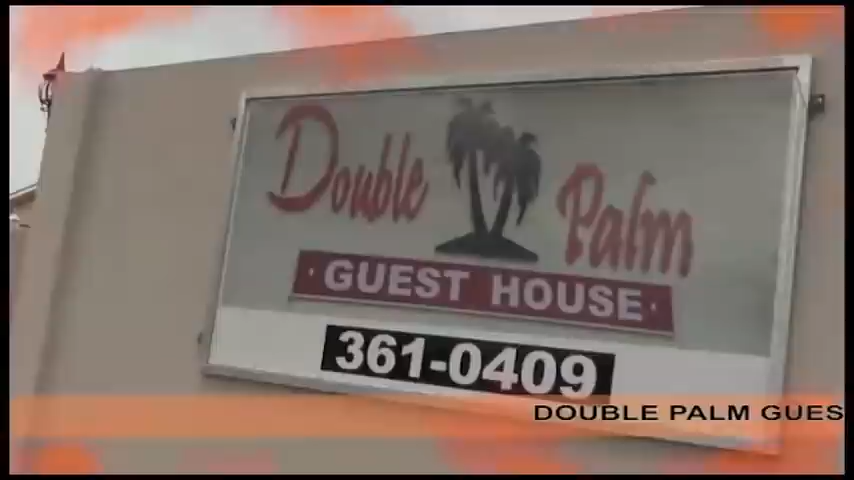 Double Palm
· GUEST HOUSE ·
361-0409
DOUBLE PALM GUES